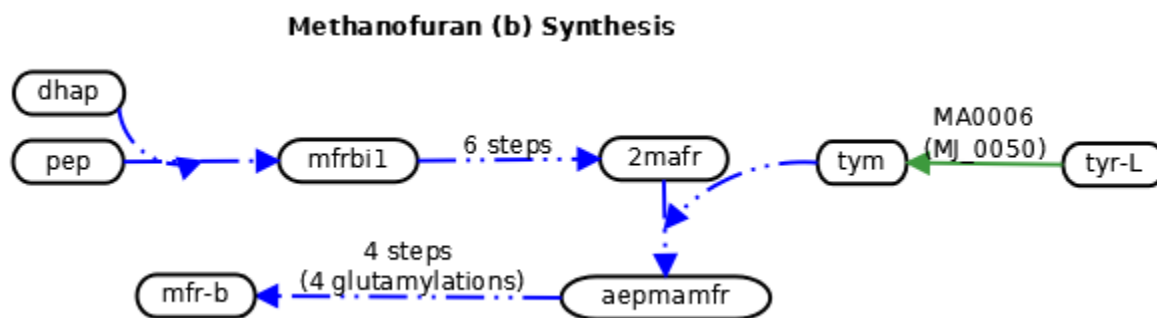 Methanofuran (b) Synthesis
dhap
pep
mfrbi1
6 steps
2mafr
tym
MA0006
(MJ_0050)
tyr-L
4 steps
(4 glutamylations)
mfr-b
aepmamfr